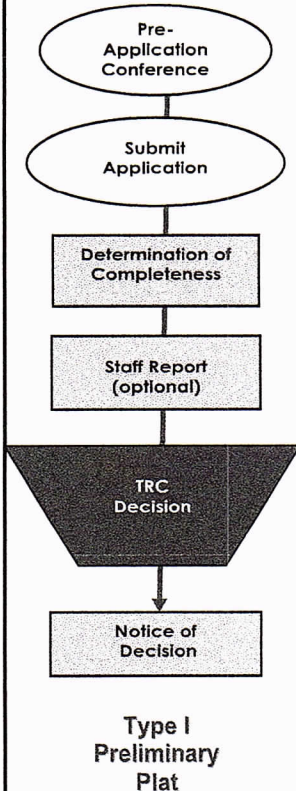 Pre-
Application
Conference
Submit
Application
Determination of
Completeness
Staff Report
(optional)
TRC
Decision
Notice of
Decision
Type I
Preliminary
Plat